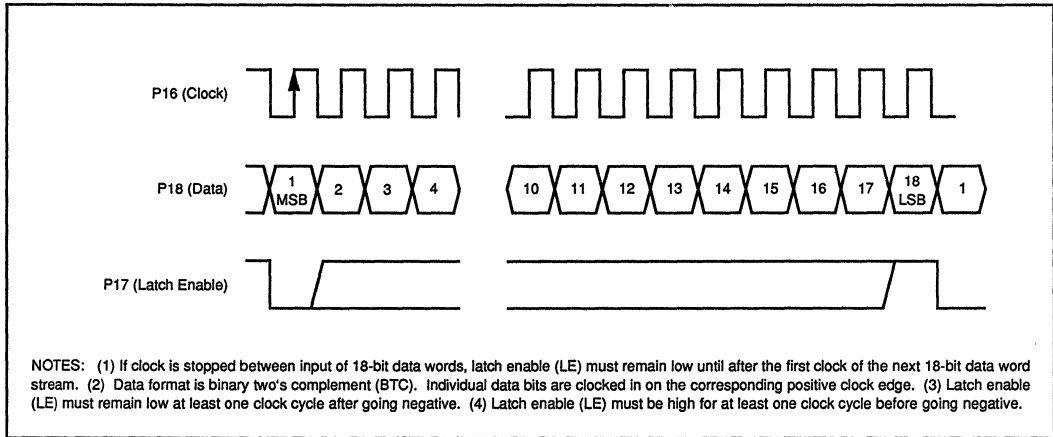 P16 (Clock)
P18 (Data)
1 MSB 2 3 4 10 11 12 13 14 15 16 17 18 LSB 1
P17 (Latch Enable)
NOTES: (1) If clock is stopped between input of 18-bit data words, latch enable (LE) must remain low until after the first clock of the next 18-bit data word
stream. (2) Data format is binary two's complement (BTC). Individual data bits are clocked in on the corresponding positive clock edge. (3) Latch enable
(LE) must remain low at least one clock cycle after going negative. (4) Latch enable (LE) must be high for at least one clock cycle before going negative.